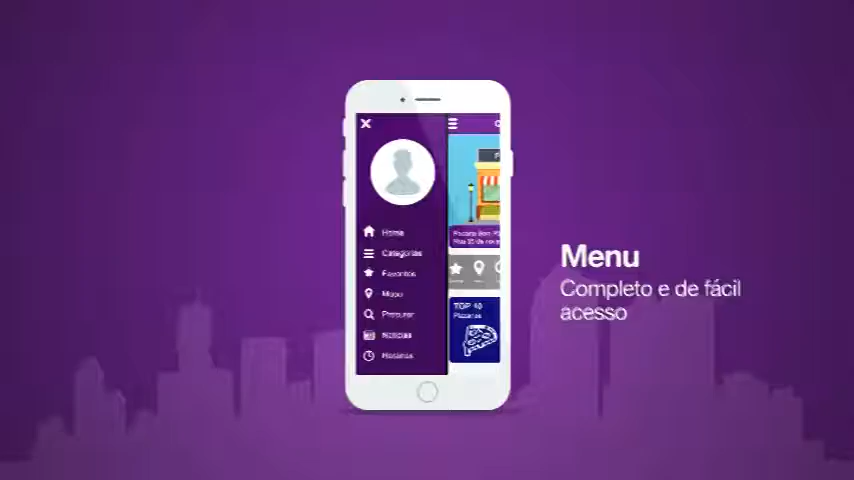 Home
Categorias
Favoritos
Mapa
Procurar
Notícias
Horários
TOP 10
Pizzarias
Menu
Completo e de fácil
acesso